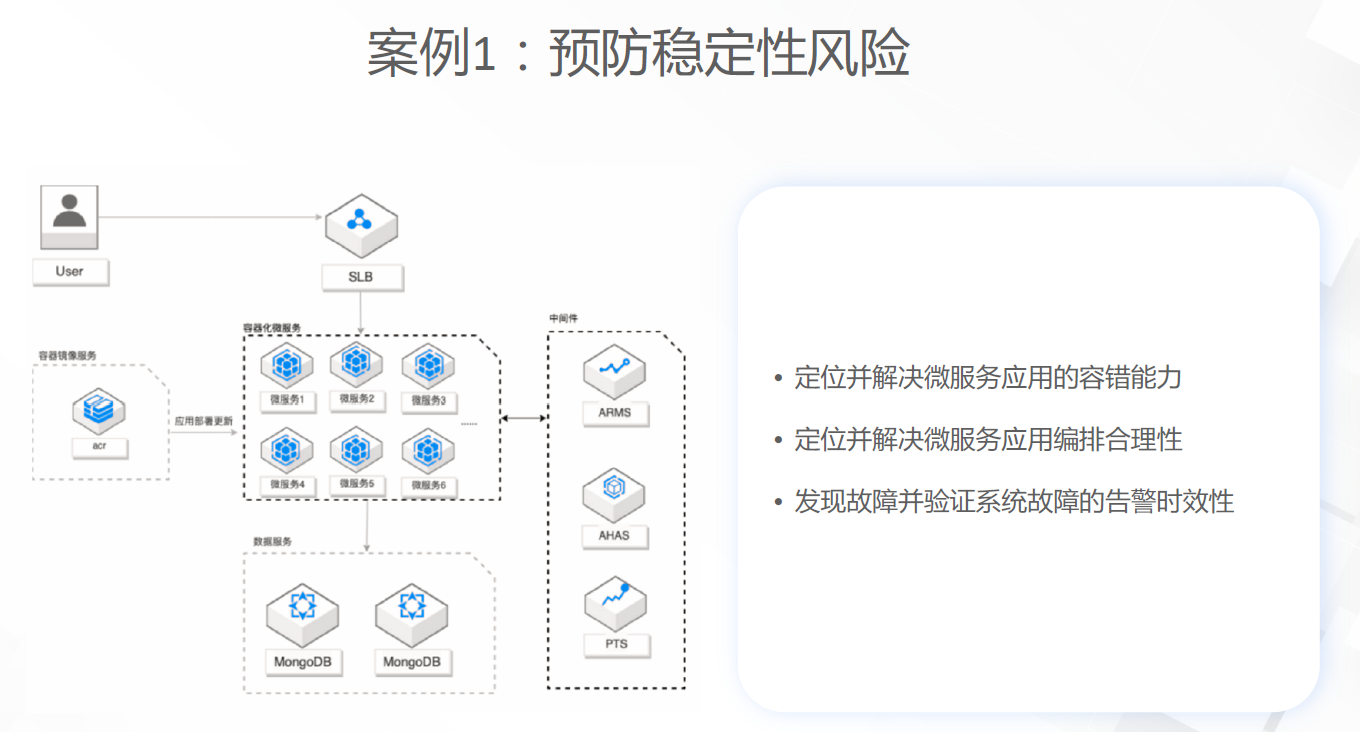 案例1：预防稳定性风险
User
SLB
容器镜像服务
acr
应用部署更新
容器化微服务
微服务1
微服务2
微服务3
......
微服务4
微服务5
微服务6
数据服务
MongoDB
MongoDB
中间件
ARMS
AHAS
PTS
• 定位并解决微服务应用的容错能力
• 定位并解决微服务应用编排合理性
• 发现故障并验证系统故障的告警时效性